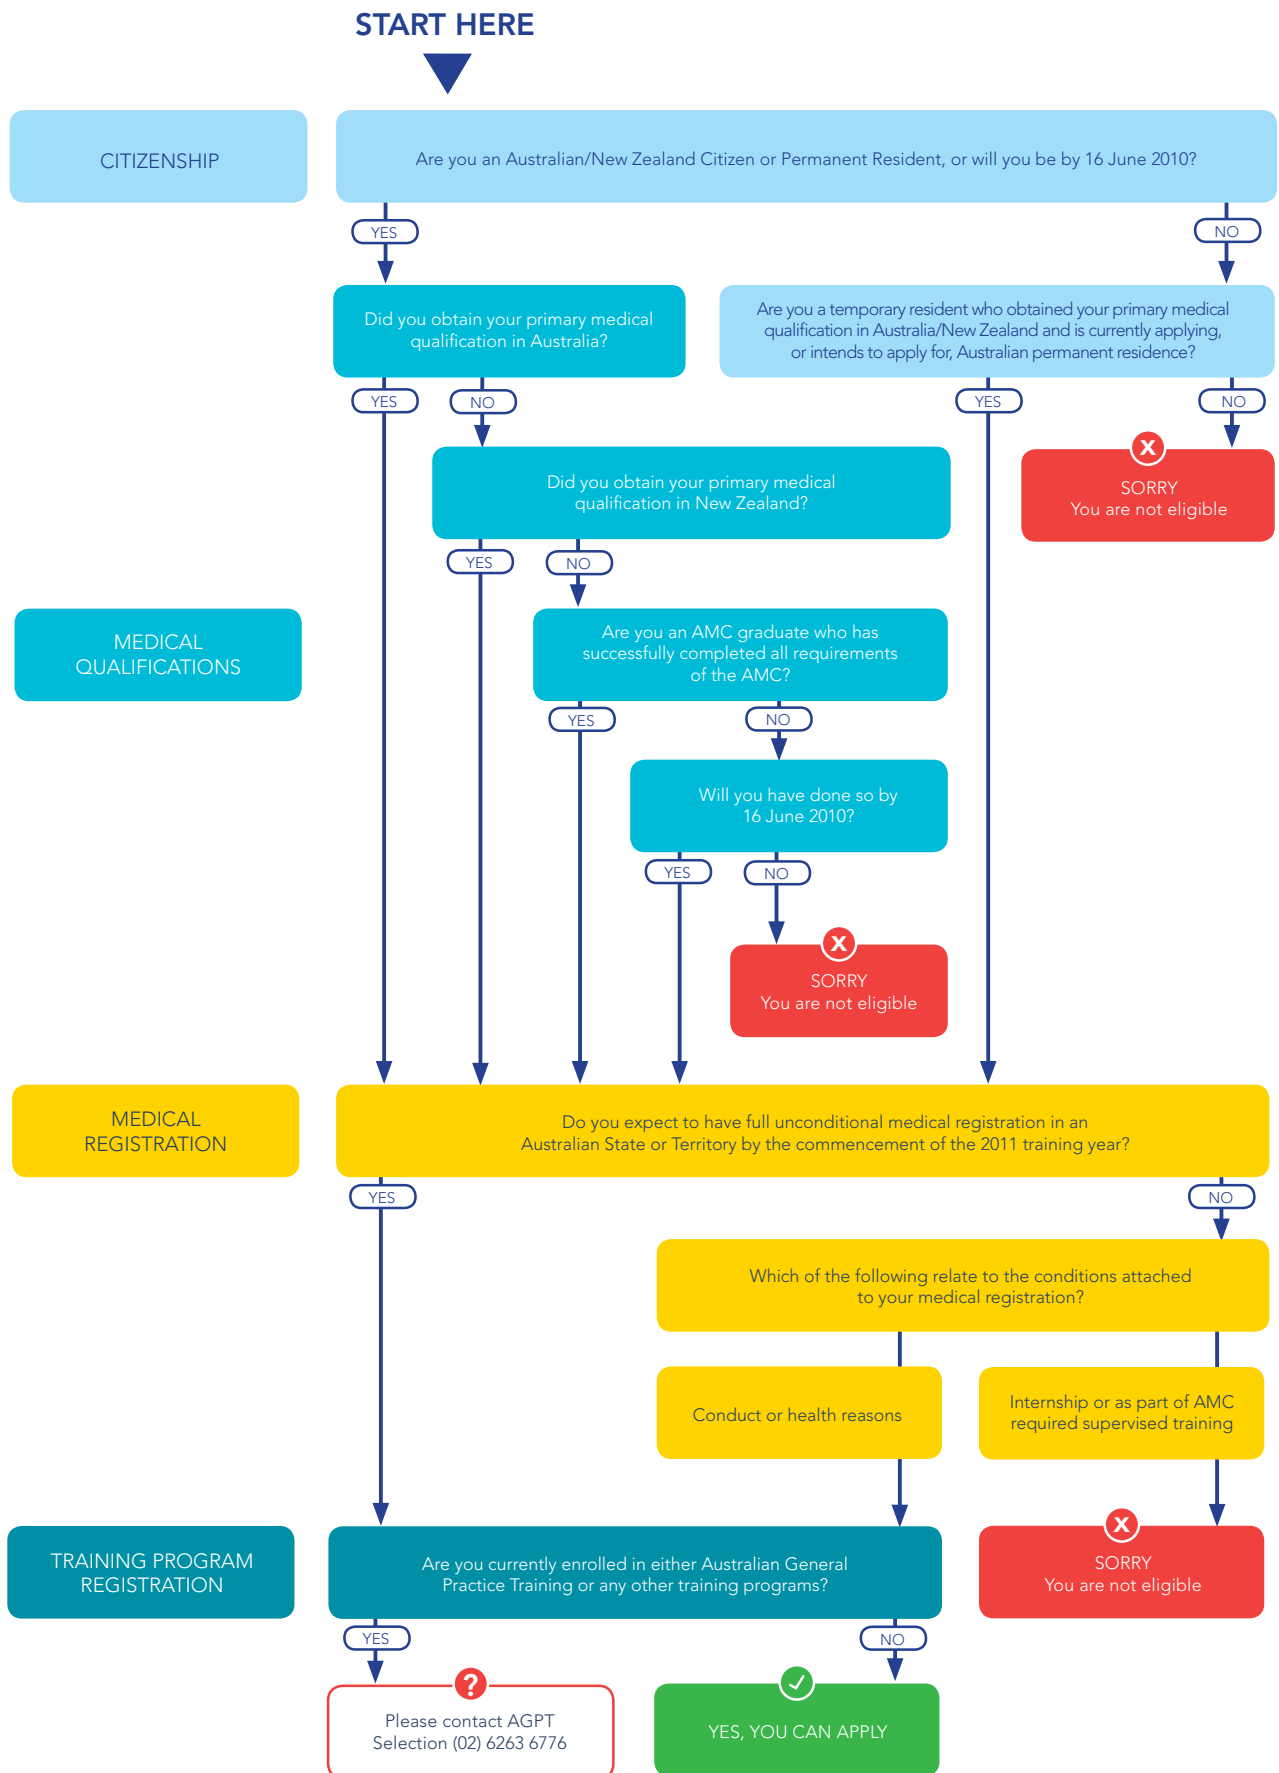 START HERE
CITIZENSHIP
Are you an Australian/New Zealand Citizen or Permanent Resident, or will you be by 16 June 2010?
YES
NO
Did you obtain your primary medical
qualification in Australia?
Are you a temporary resident who obtained your primary medical
qualification in Australia/New Zealand and is currently applying,
or intends to apply for, Australian permanent residence?
YES
NO
YES
NO
Did you obtain your primary medical
qualification in New Zealand?
X
SORRY
You are not eligible
YES
NO
MEDICAL
QUALIFICATIONS
Are you an AMC graduate who has
successfully completed all requirements
of the AMC?
YES
NO
Will you have done so by
16 June 2010?
YES
NO
X
SORRY
You are not eligible
MEDICAL
REGISTRATION
Do you expect to have full unconditional medical registration in an
Australian State or Territory by the commencement of the 2011 training year?
YES
NO
Which of the following relate to the conditions attached
to your medical registration?
Conduct or health reasons
Internship or as part of AMC
required supervised training
TRAINING PROGRAM
REGISTRATION
Are you currently enrolled in either Australian General
Practice Training or any other training programs?
X
SORRY
You are not eligible
YES
NO
?
Please contact AGPT
Selection (02) 6263 6776
YES, YOU CAN APPLY